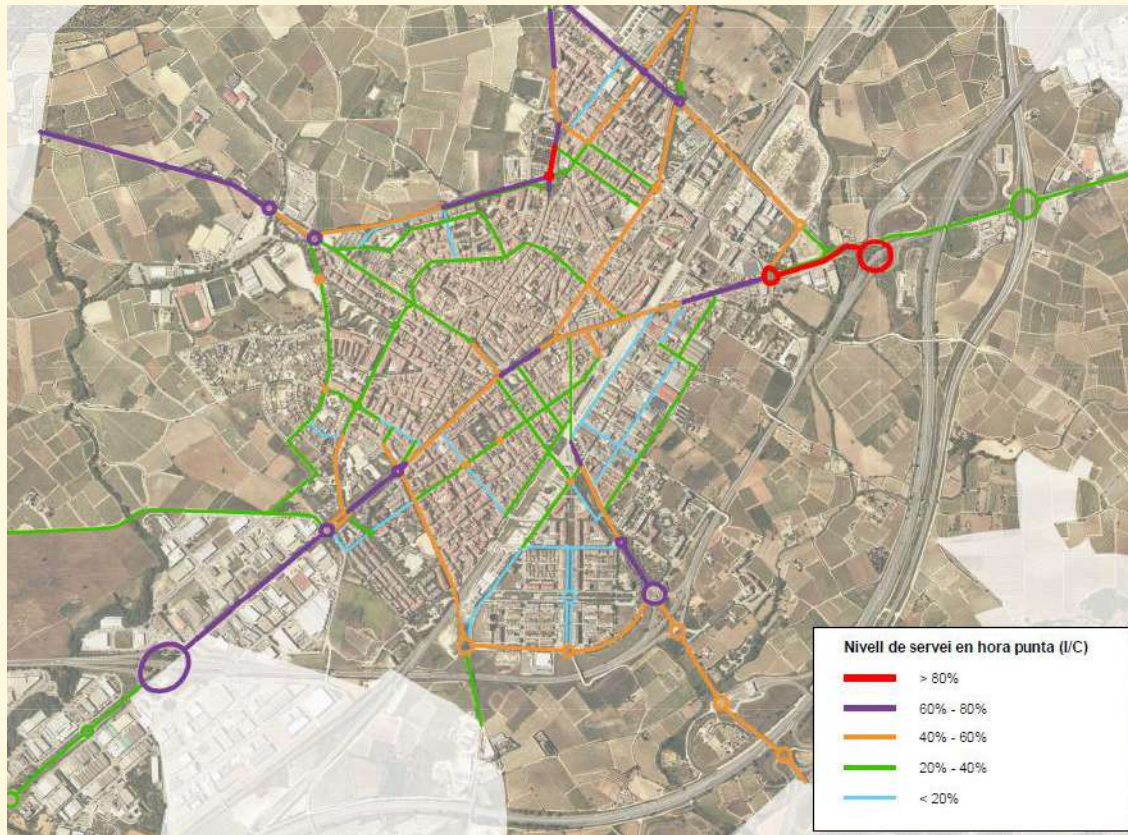 Nivell de servei en hora punta (I/C)
> 80%
60% - 80%
40% - 60%
20% - 40%
< 20%